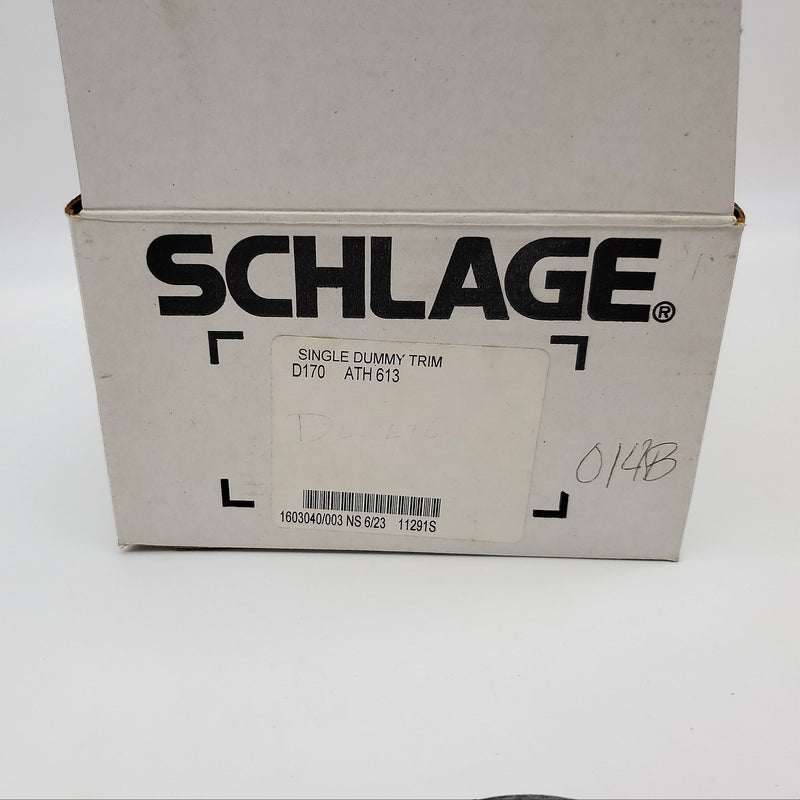 SCHLAGE®
SINGLE DUMMY TRIM
D170 ATH 613
014B
1603040/003 NS 6/23 11291S